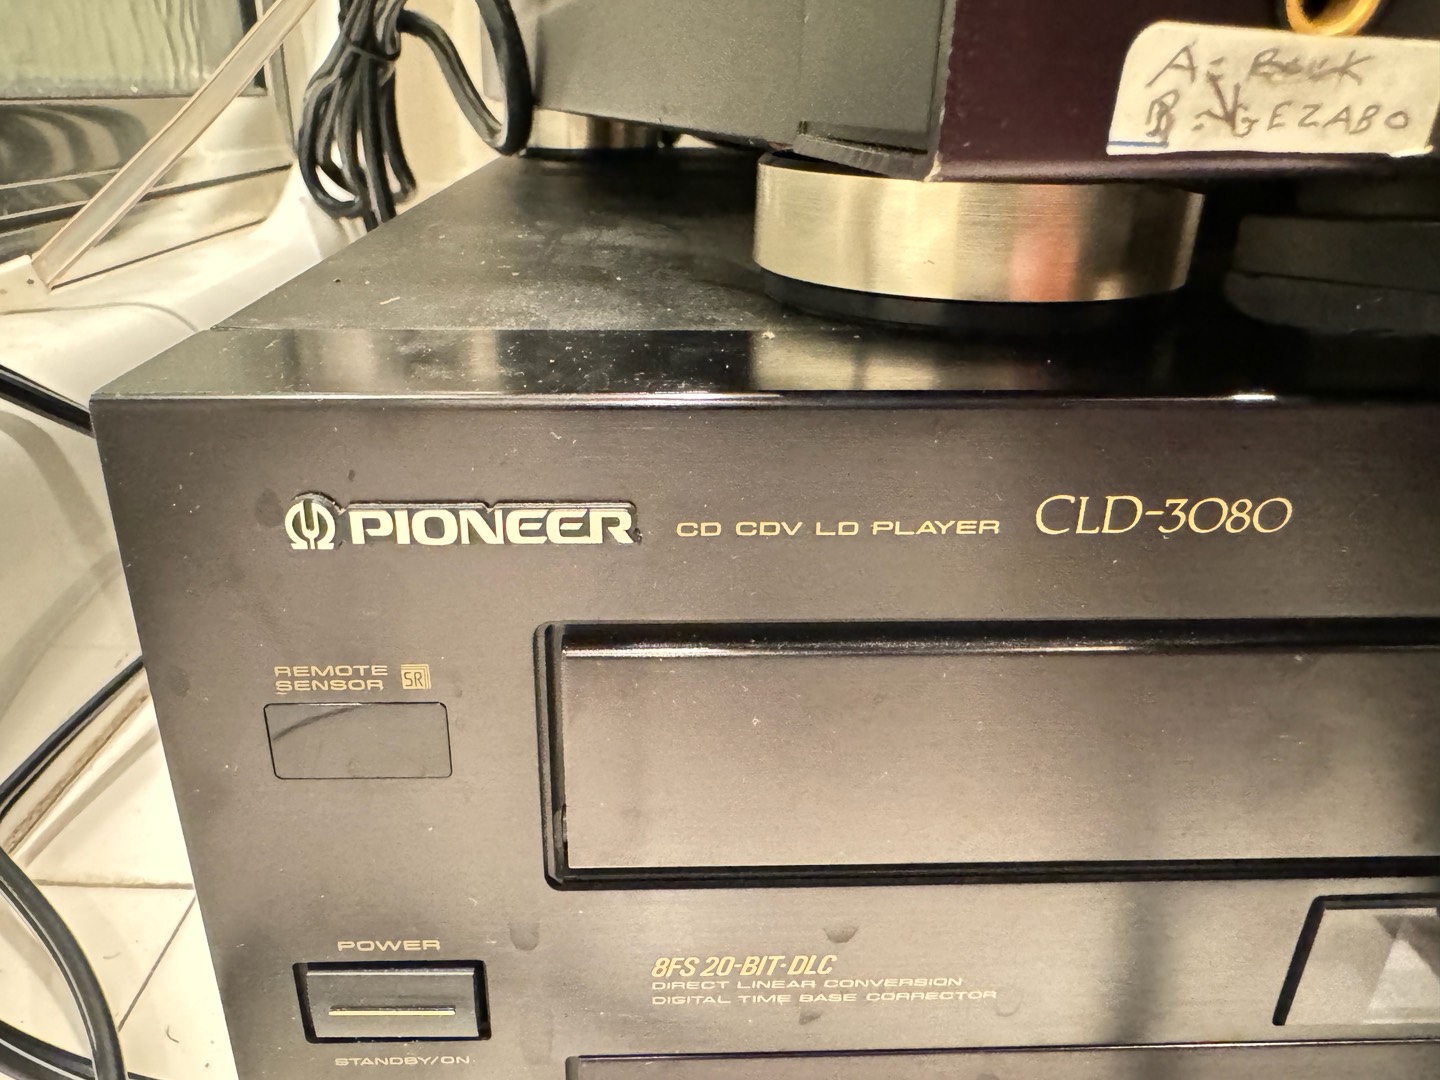 A:
B: GEZABO
PIONEER CD CDV LD PLAYER CLD-3080
REMOTE
SENSOR SR
POWER
8FS 20-BIT·DLC
DIRECT LINEAR CONVERSION
DIGITAL TIME BASE CORRECTOR
STANDBY/ON